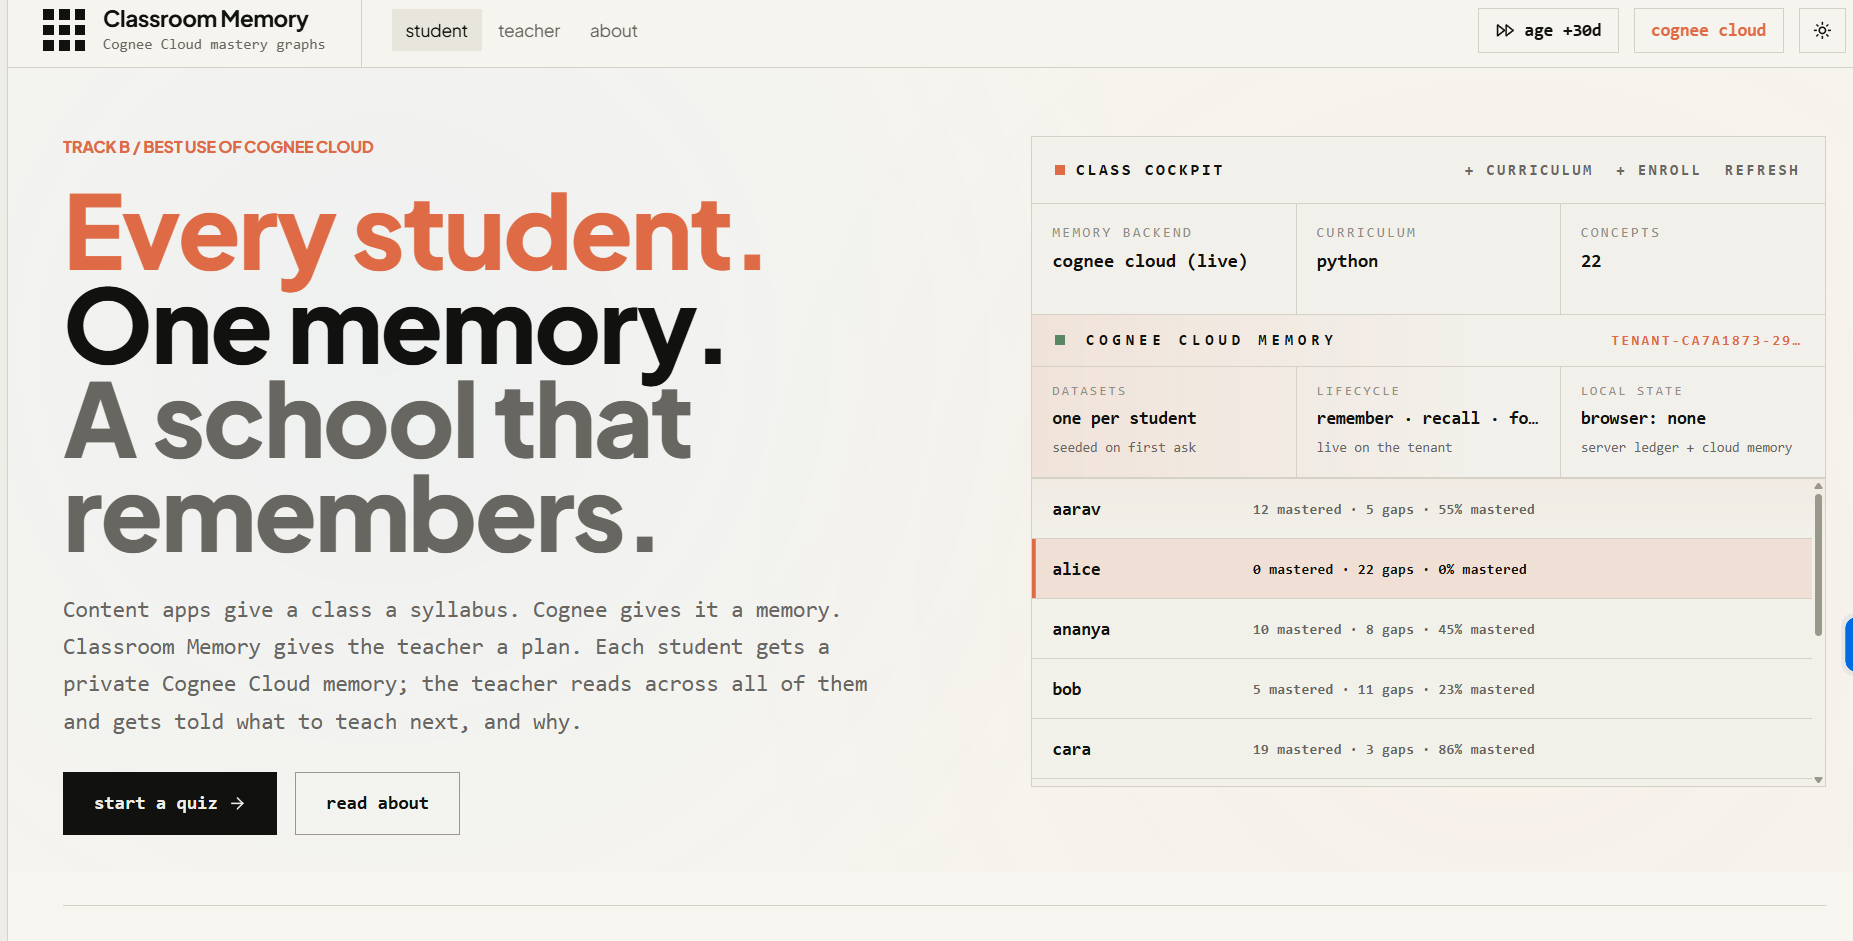 Classroom Memory
Cognee Cloud mastery graphs
student teacher about
age +30d
cognee cloud
TRACK B / BEST USE OF COGNEE CLOUD
Every student.
One memory.
A school that
remembers.
Content apps give a class a syllabus. Cognee gives it a memory.
Classroom Memory gives the teacher a plan. Each student gets a
private Cognee Cloud memory; the teacher reads across all of them
and gets told what to teach next, and why.
start a quiz →
read about
CLASS COCKPIT
+ CURRICULUM + ENROLL REFRESH
MEMORY BACKEND
cognee cloud (live)
CURRICULUM
python
CONCEPTS
22
COGNEE CLOUD MEMORY
TENANT-CA7A1873-29…
DATASETS
one per student
seeded on first ask
LIFECYCLE
remember · recall · fo…
live on the tenant
LOCAL STATE
browser: none
server ledger + cloud memory
aarav 12 mastered · 5 gaps · 55% mastered
alice 0 mastered · 22 gaps · 0% mastered
ananya 10 mastered · 8 gaps · 45% mastered
bob 5 mastered · 11 gaps · 23% mastered
cara 19 mastered · 3 gaps · 86% mastered